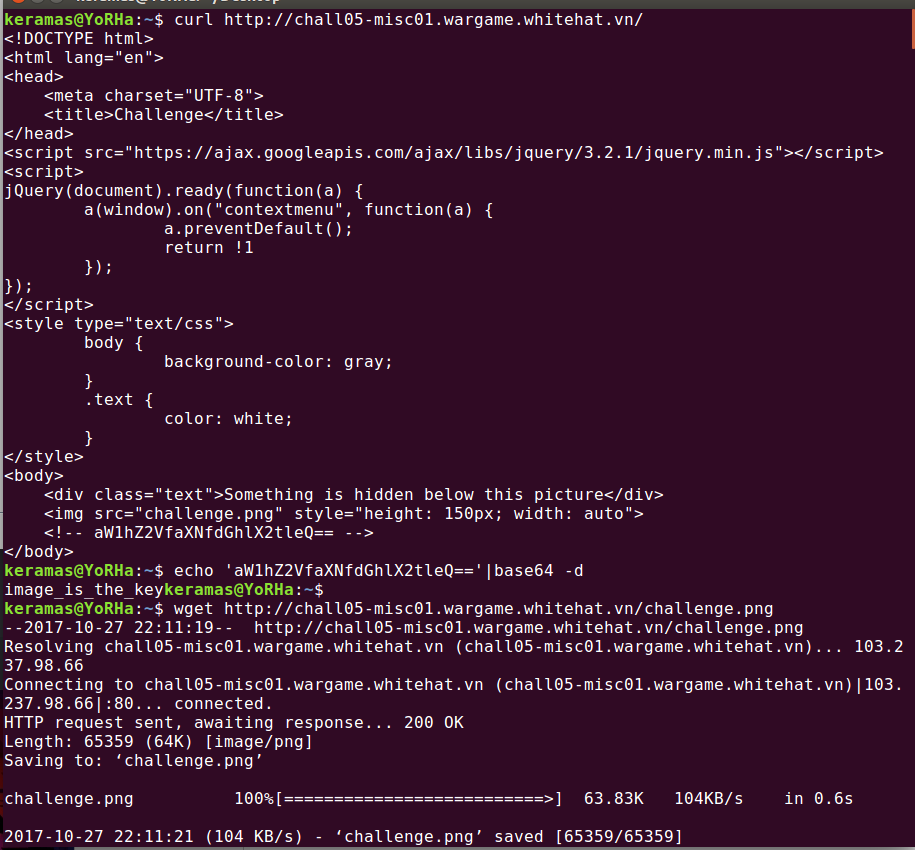 keramas@YoRHa:~$ curl http://chall05-misc01.wargame.whitehat.vn/
<!DOCTYPE html>
<html lang="en">
<head>
    <meta charset="UTF-8">
    <title>Challenge</title>
</head>
<script src="https://ajax.googleapis.com/ajax/libs/jquery/3.2.1/jquery.min.js"></script>
<script>
jQuery(document).ready(function(a) {
        a(window).on("contextmenu", function(a) {
                a.preventDefault();
                return !1
        });
});
</script>
<style type="text/css">
        body {
                background-color: gray;
        }
        .text {
                color: white;
        }
</style>
<body>
    <div class="text">Something is hidden below this picture</div>
    <img src="challenge.png" style="height: 150px; width: auto">
    <!-- aW1hZ2VfaXNfdGhlX2tleQ== -->
</body>
keramas@YoRHa:~$ echo 'aW1hZ2VfaXNfdGhlX2tleQ=='|base64 -d
image_is_the_keykeramas@YoRHa:~$
keramas@YoRHa:~$ wget http://chall05-misc01.wargame.whitehat.vn/challenge.png
--2017-10-27 22:11:19--  http://chall05-misc01.wargame.whitehat.vn/challenge.png
Resolving chall05-misc01.wargame.whitehat.vn (chall05-misc01.wargame.whitehat.vn)... 103.2
37.98.66
Connecting to chall05-misc01.wargame.whitehat.vn (chall05-misc01.wargame.whitehat.vn)|103.
237.98.66|:80... connected.
HTTP request sent, awaiting response... 200 OK
Length: 65359 (64K) [image/png]
Saving to: ‘challenge.png’
challenge.png          100%[==========================>]  63.83K   104KB/s    in 0.6s
2017-10-27 22:11:21 (104 KB/s) - ‘challenge.png’ saved [65359/65359]